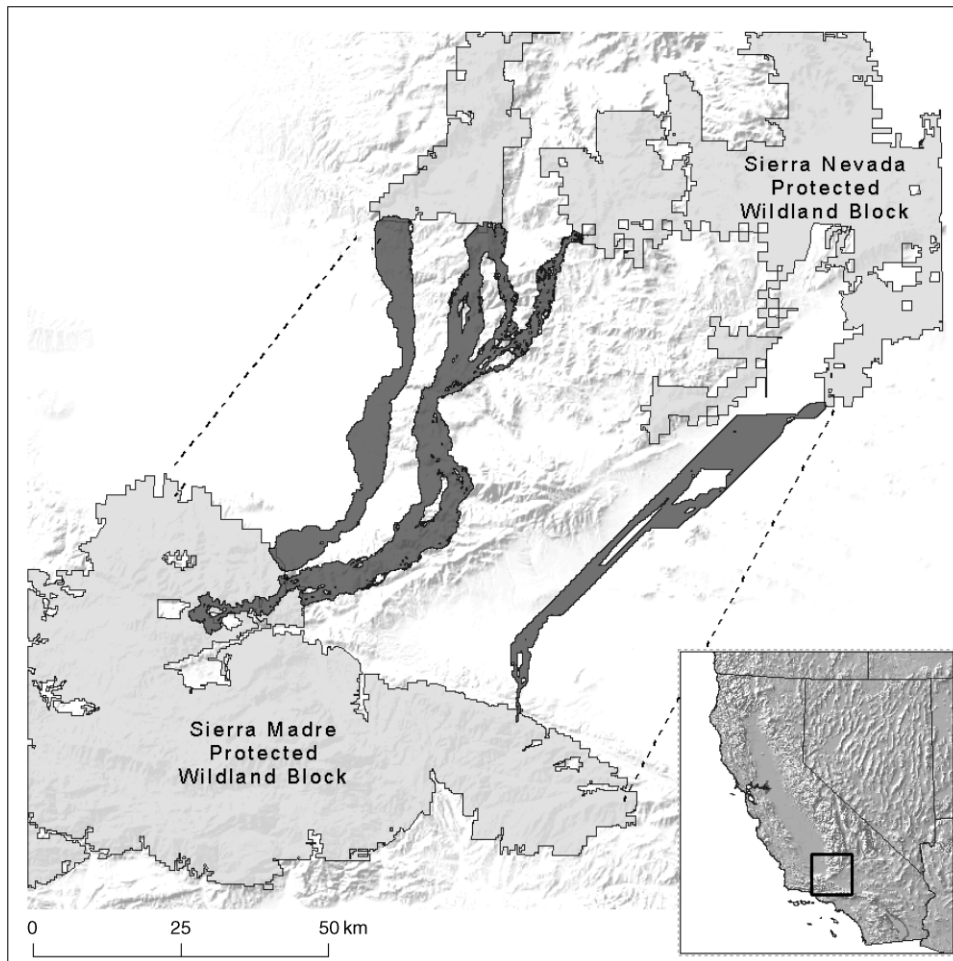 Sierra Nevada
Protected
Wildland Block
Sierra Madre
Protected
Wildland Block
0 25 50 km